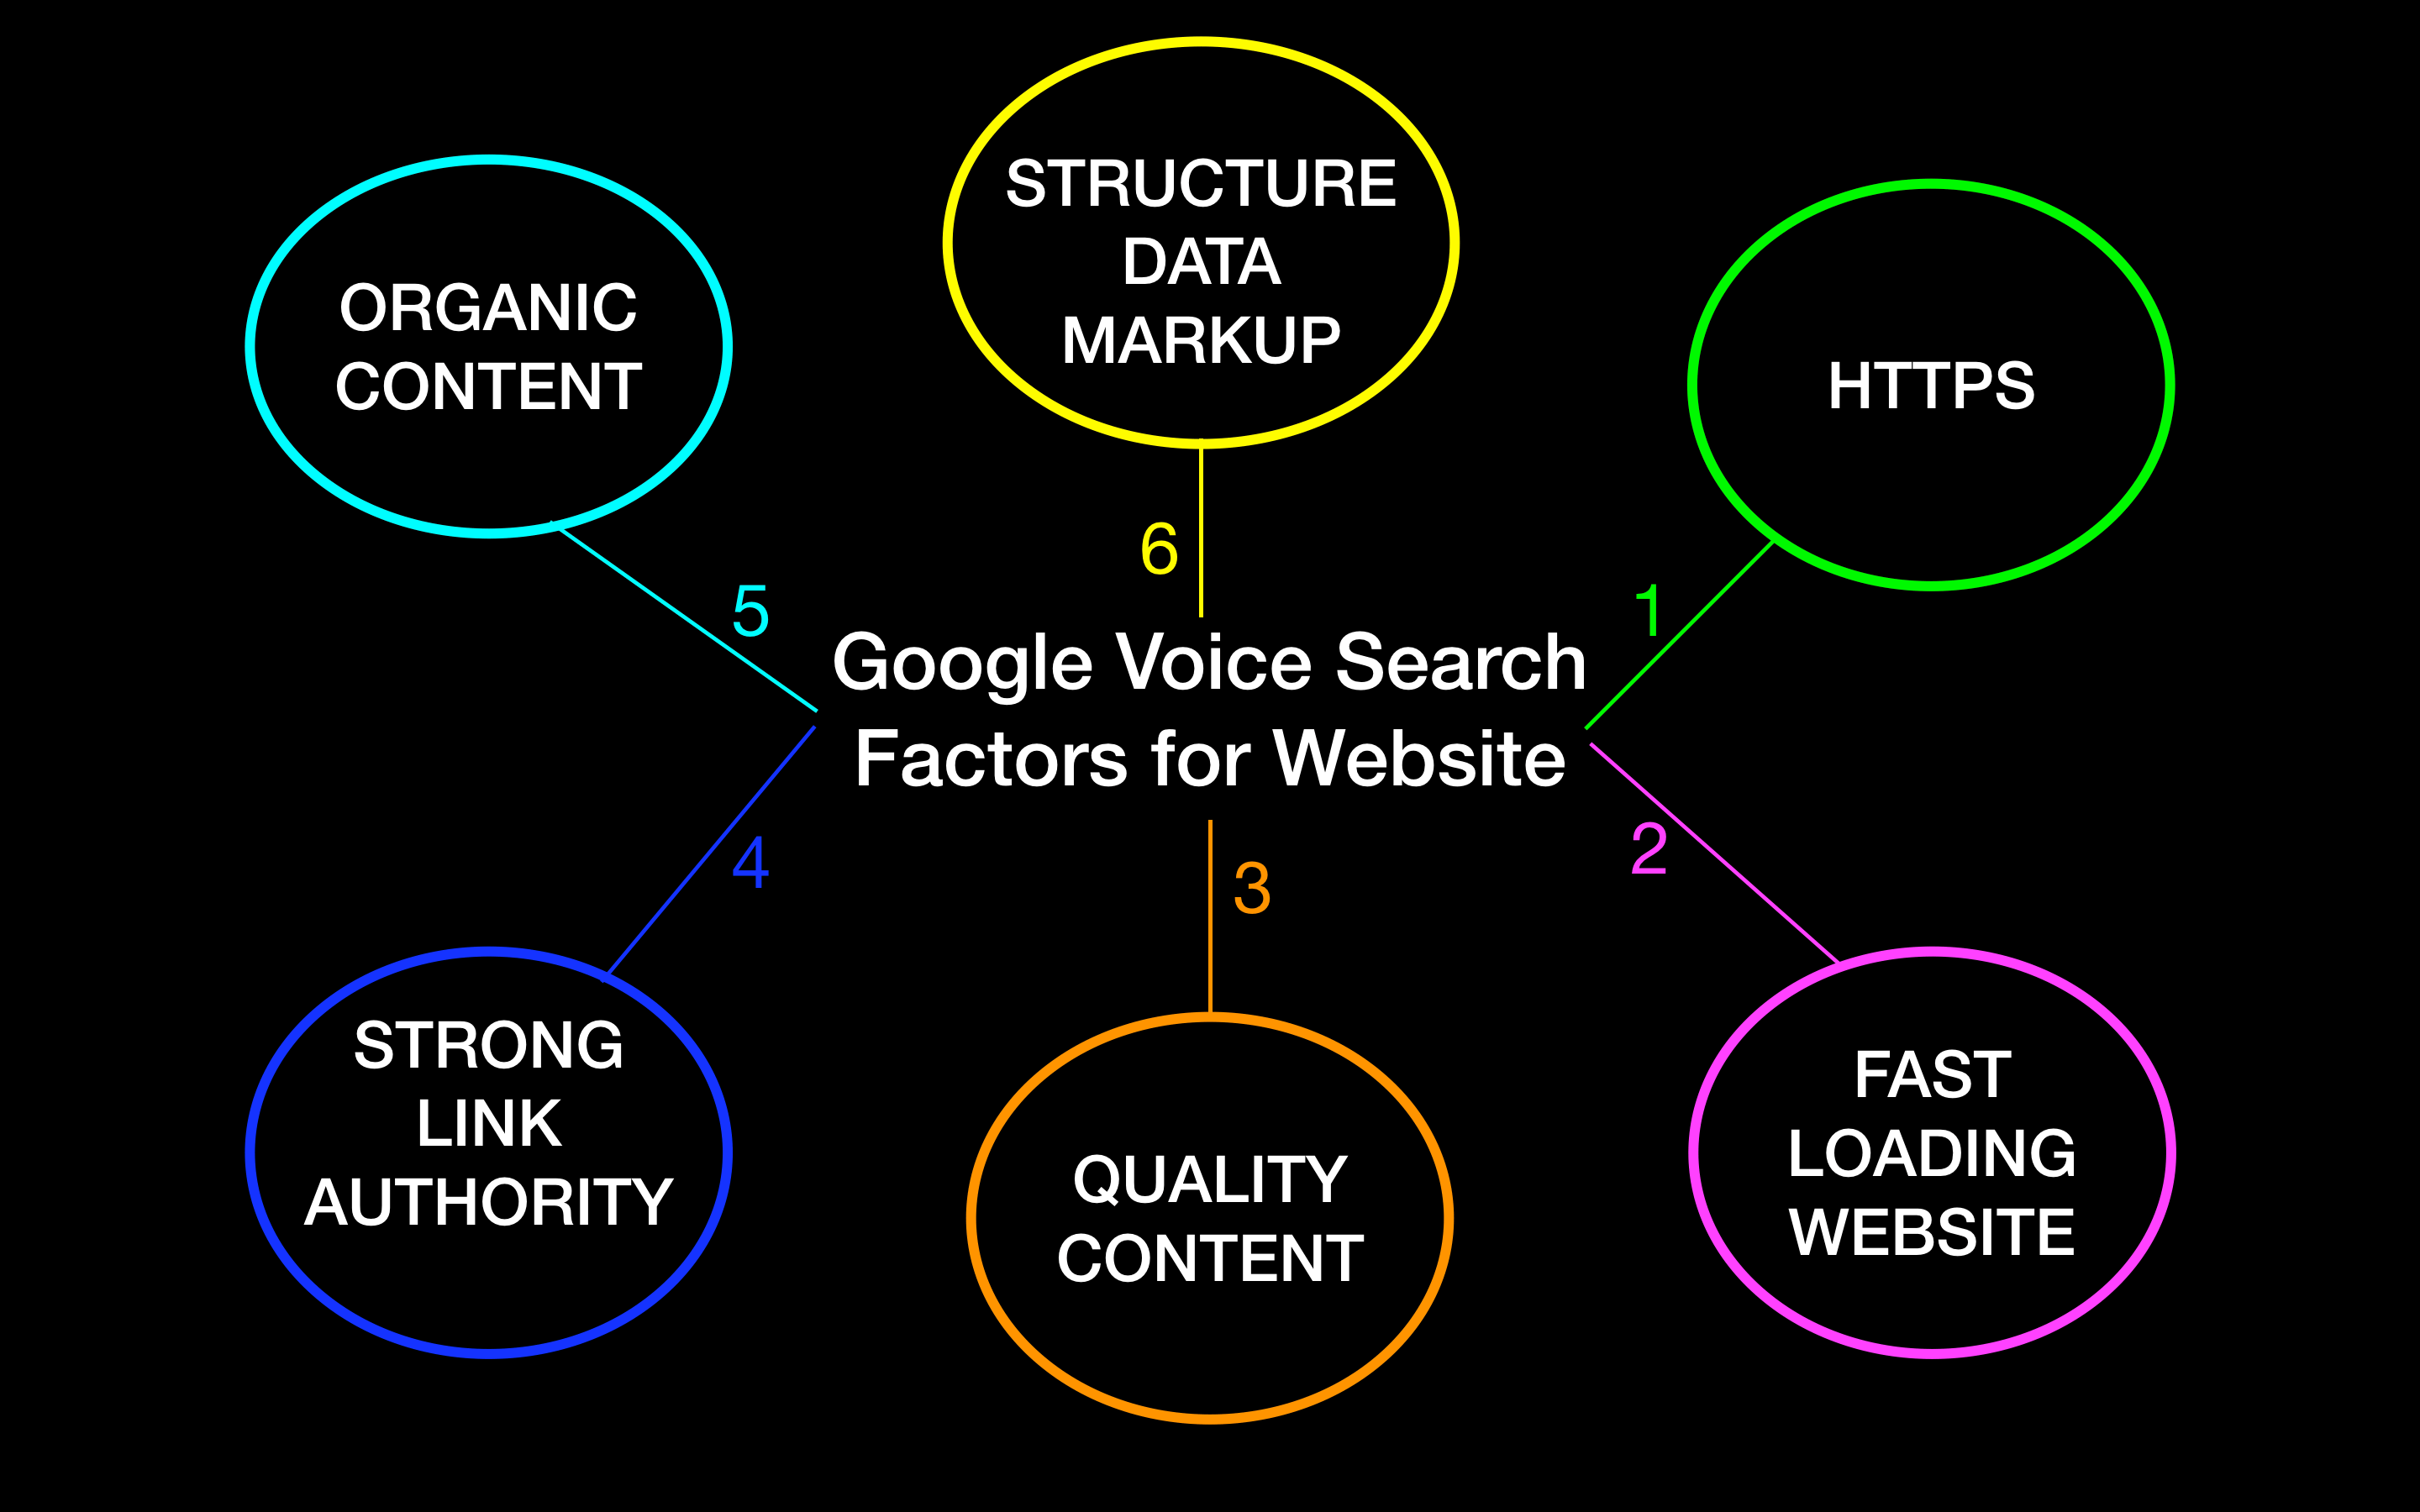 STRUCTURE
DATA
MARKUP
ORGANIC
CONTENT
HTTPS
6
5
1
Google Voice Search
Factors for Website
4
3
2
STRONG
LINK
AUTHORITY
QUALITY
CONTENT
FAST
LOADING
WEBSITE